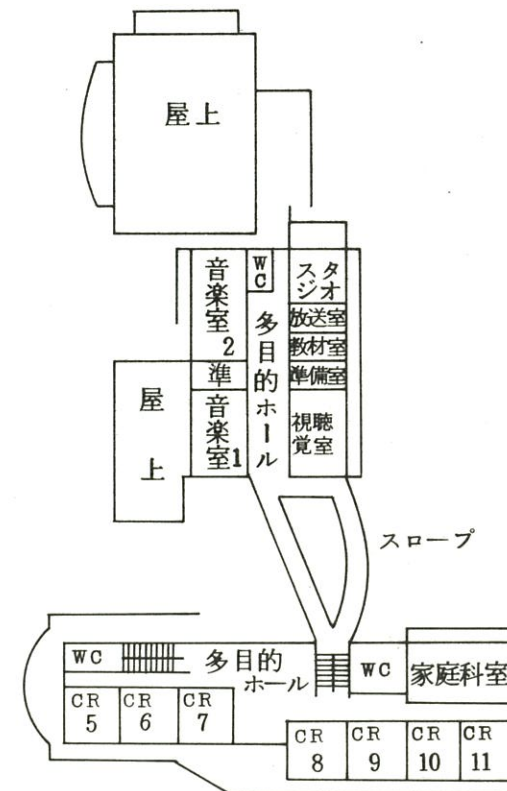 屋上
音楽室2
WC
スタジオ
放送室
教材室
準備室
多目的ホール
準
音楽室1
視聴覚室
屋上
スロープ
WC
多目的ホール
WC
家庭科室
CR 5
CR 6
CR 7
CR 8
CR 9
CR 10
CR 11